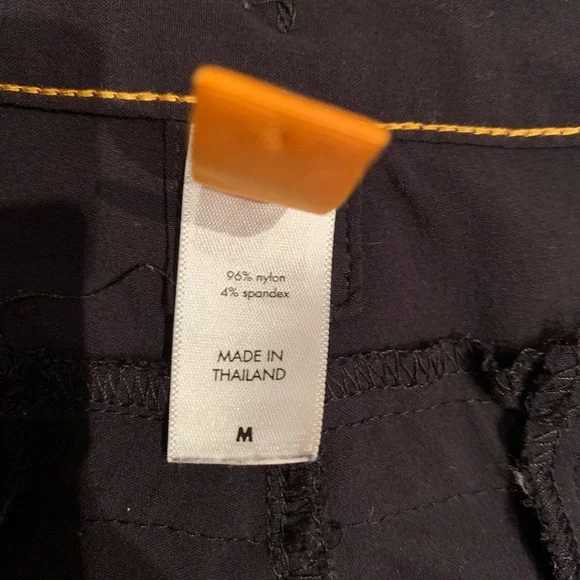 96% nylon
4% spandex
MADE IN
THAILAND
M